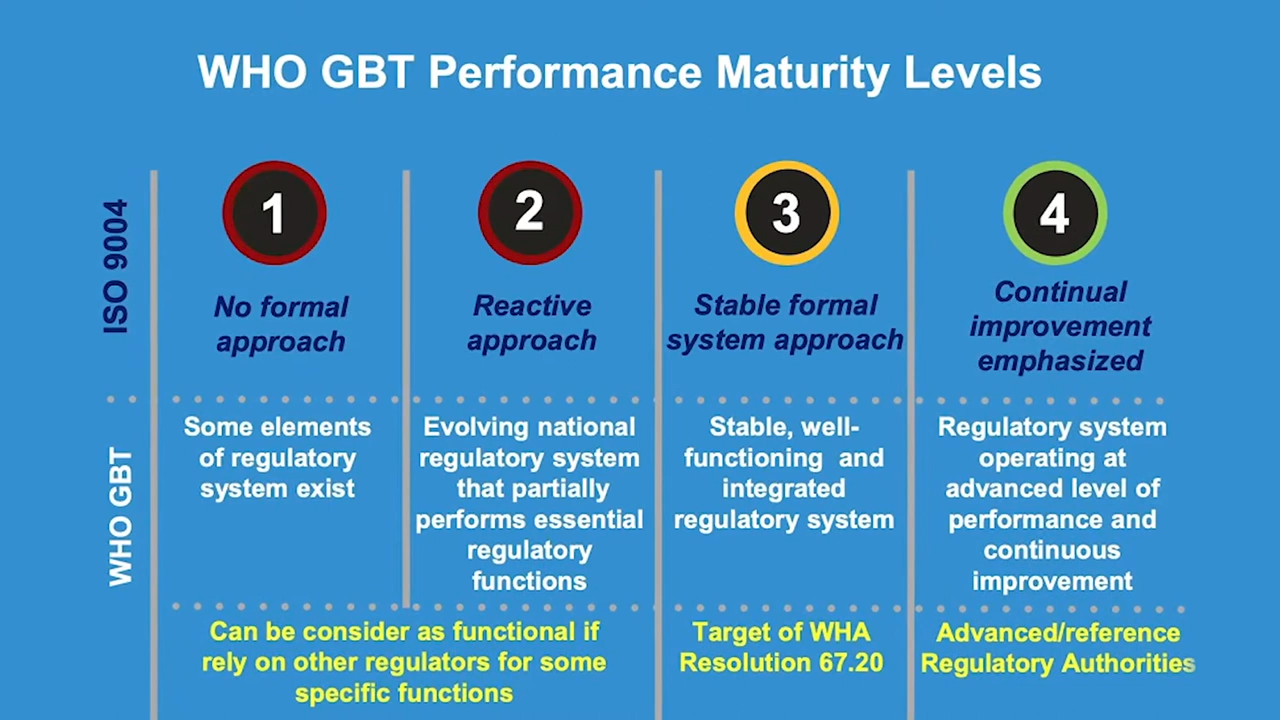 WHO GBT Performance Maturity Levels
ISO 9004
1
No formal
approach
2
Reactive
approach
3
Stable formal
system approach
4
Continual
improvement
emphasized
WHO GBT
Some elements
of regulatory
system exist
Evolving national
regulatory system
that partially
performs essential
regulatory
functions
Stable, well-
functioning and
integrated
regulatory system
Regulatory system
operating at
advanced level of
performance and
continuous
improvement
Can be consider as functional if
rely on other regulators for some
specific functions
Target of WHA
Resolution 67.20
Advanced/reference
Regulatory Authorities